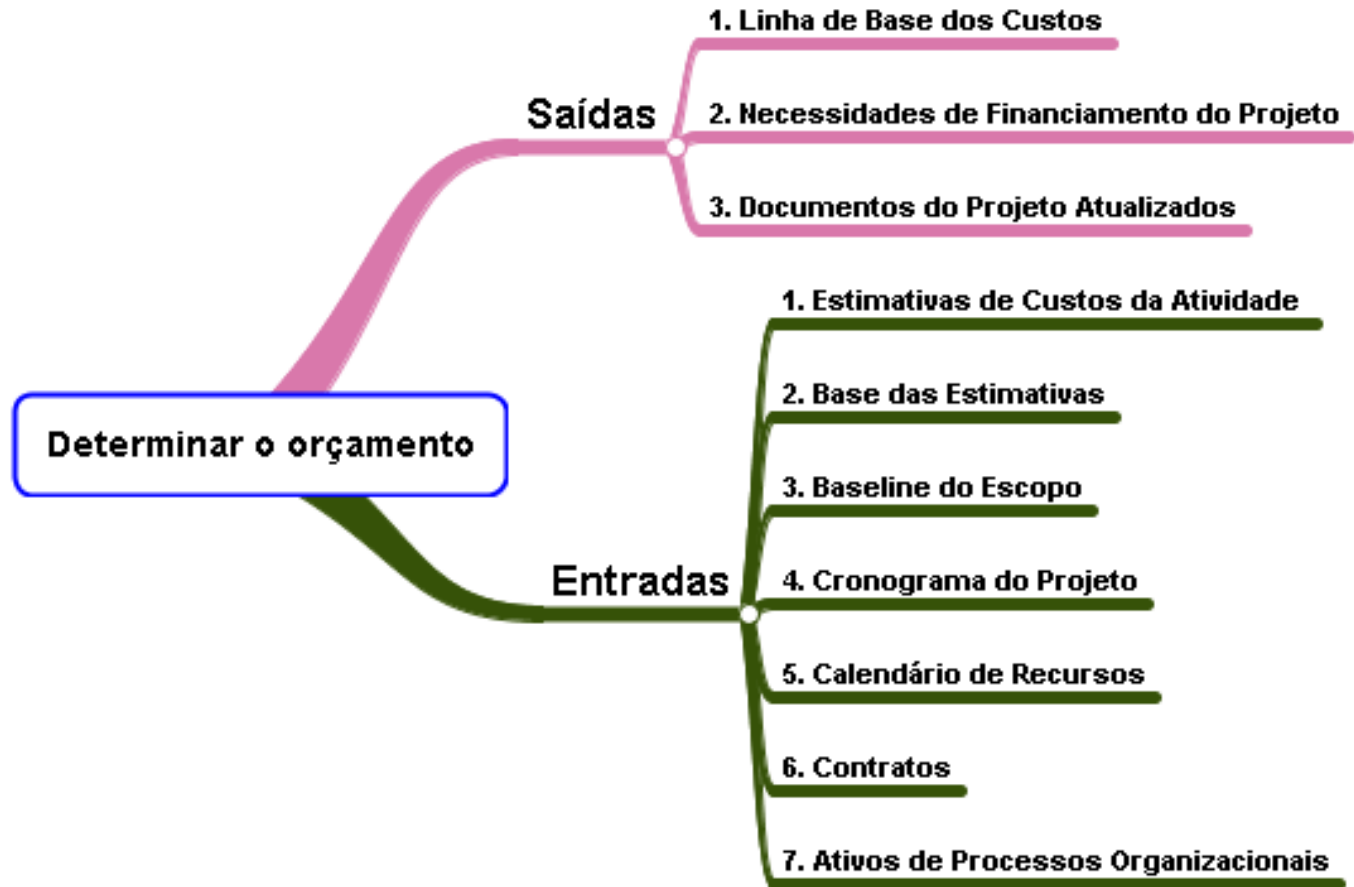 1. Linha de Base dos Custos
Saídas
2. Necessidades de Financiamento do Projeto
3. Documentos do Projeto Atualizados
Determinar o orçamento
1. Estimativas de Custos da Atividade
2. Base das Estimativas
3. Baseline do Escopo
Entradas
4. Cronograma do Projeto
5. Calendário de Recursos
6. Contratos
7. Ativos de Processos Organizacionais